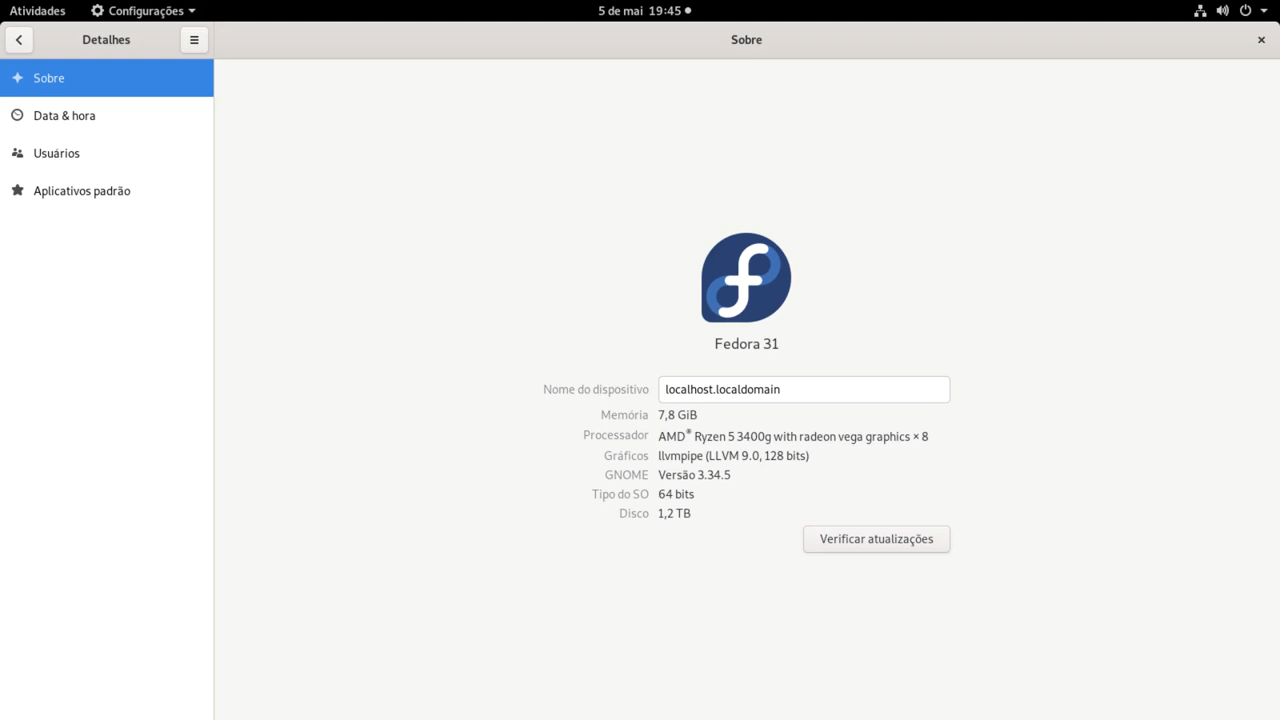 Atividades Configurações 5 de mai 19:45
Detalhes Sobre
Sobre
Data & hora
Usuários
Aplicativos padrão
Fedora 31
Nome do dispositivo localhost.localdomain
Memória 7,8 GiB
Processador AMD® Ryzen 5 3400g with radeon vega graphics × 8
Gráficos llvmpipe (LLVM 9.0, 128 bits)
GNOME Versão 3.34.5
Tipo do SO 64 bits
Disco 1,2 TB
Verificar atualizações